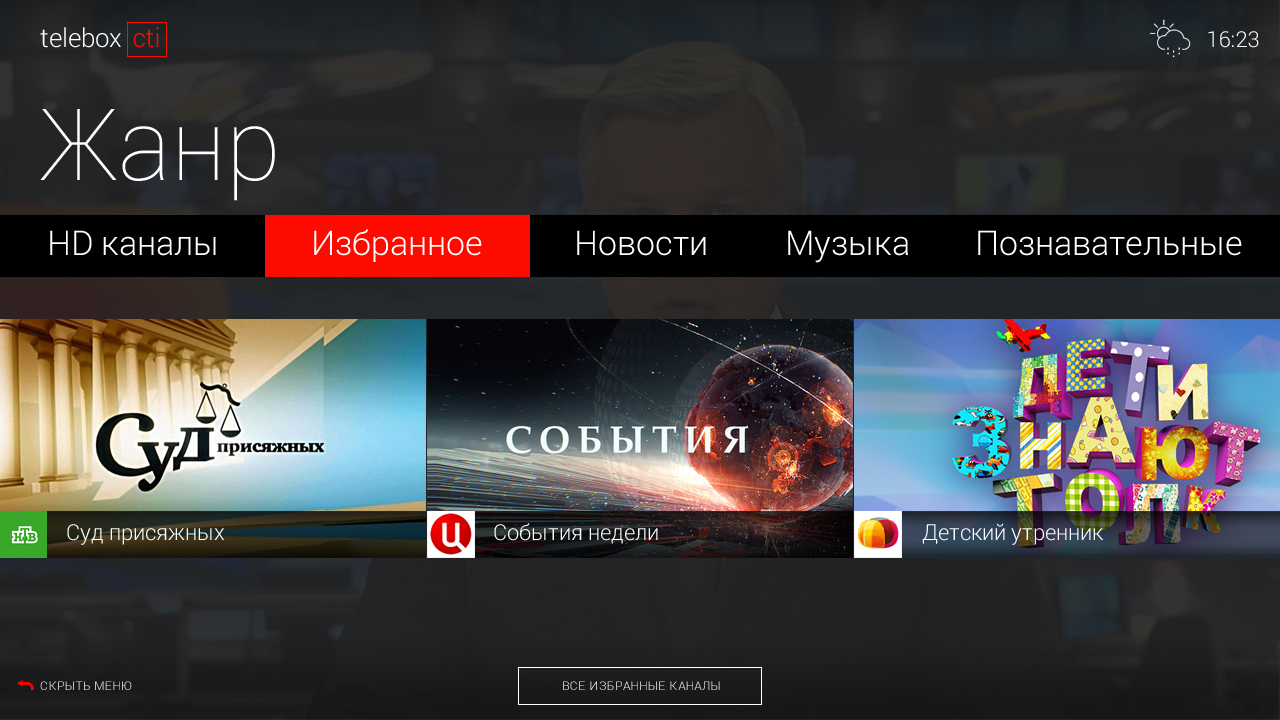 telebox cti
16:23
Жанр
HD каналы
Избранное
Новости
Музыка
Познавательные
Суд присяжных
СОБЫТИЯ
ДЕТИ
ЗНАЮТ
ТОЛК
НТВ
Суд присяжных
События недели
Детский утренник
СКРЫТЬ МЕНЮ
ВСЕ ИЗБРАННЫЕ КАНАЛЫ